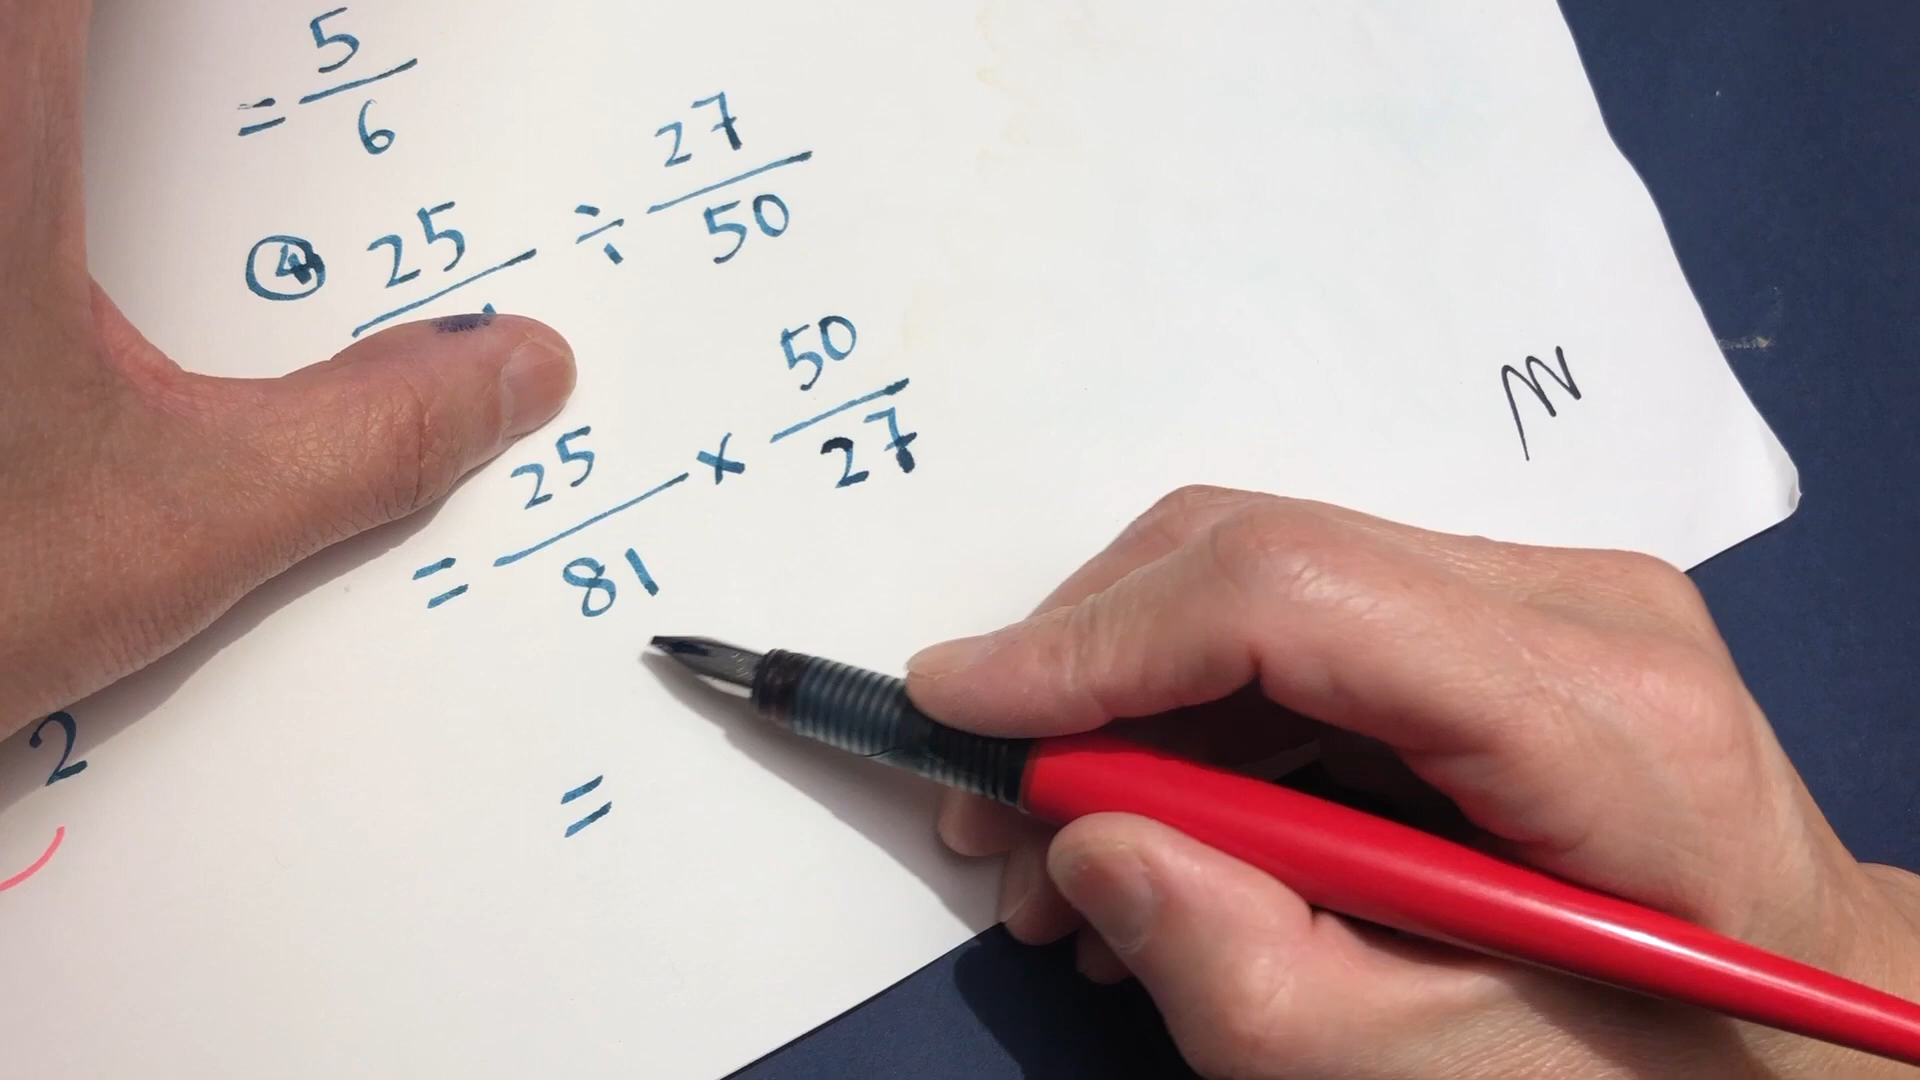 = 5/6
④ 25/ ÷ 27/50
= 25/81 × 50/27
2
=